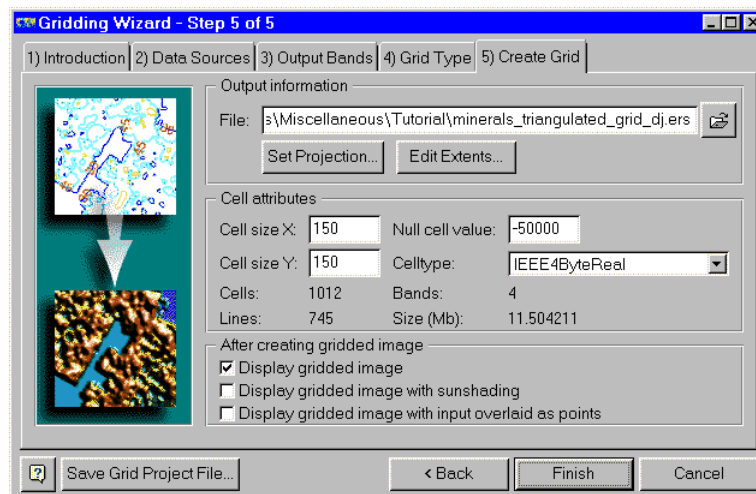 Gridding Wizard - Step 5 of 5
1) Introduction 2) Data Sources 3) Output Bands 4) Grid Type 5) Create Grid
Output information
File: s\Miscellaneous\Tutorial\minerals_triangulated_grid_dj.ers
Set Projection... Edit Extents...
Cell attributes
Cell size X: 150 Null cell value: -50000
Cell size Y: 150 Celltype: IEEE4ByteReal
Cells: 1012 Bands: 4
Lines: 745 Size (Mb): 11.504211
After creating gridded image
Display gridded image
Display gridded image with sunshading
Display gridded image with input overlaid as points
? Save Grid Project File... < Back Finish Cancel